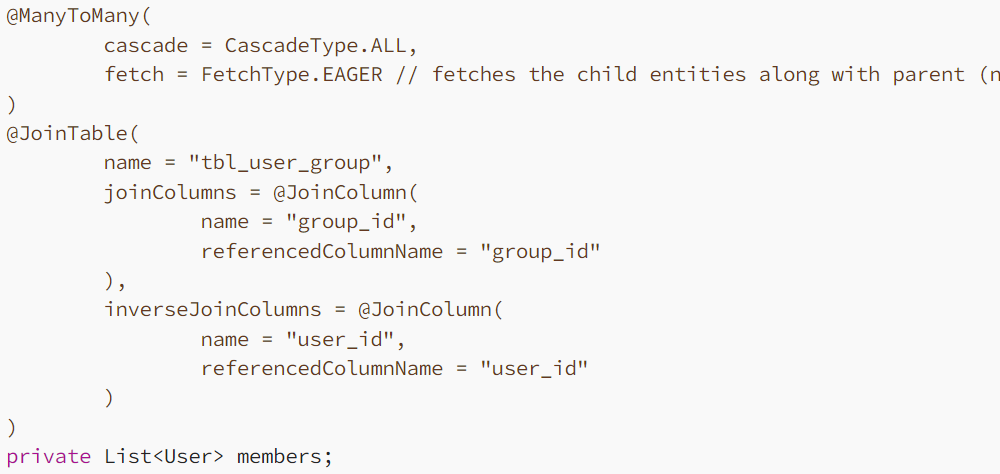 @ManyToMany(
        cascade = CascadeType.ALL,
        fetch = FetchType.EAGER // fetches the child entities along with parent (n
)
@JoinTable(
        name = "tbl_user_group",
        joinColumns = @JoinColumn(
                name = "group_id",
                referencedColumnName = "group_id"
        ),
        inverseJoinColumns = @JoinColumn(
                name = "user_id",
                referencedColumnName = "user_id"
        )
)
private List<User> members;